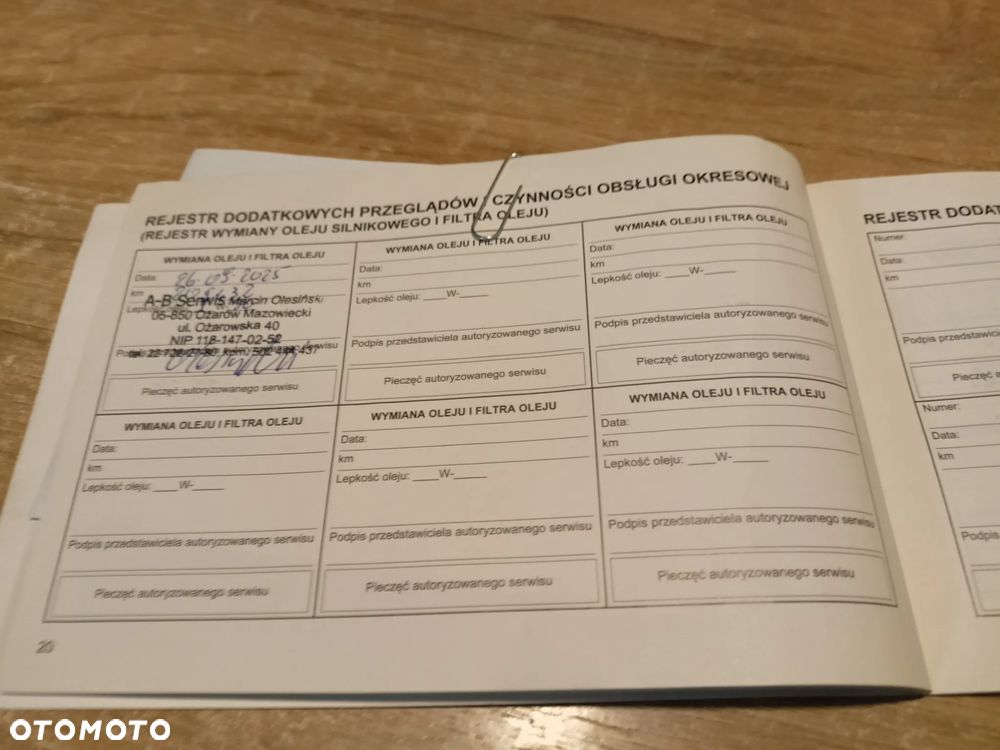 REJESTR DODATKOWYCH PRZEGLĄDÓW / CZYNNOŚCI OBSŁUGI OKRESOWEJ
(REJESTR WYMIANY OLEJU SILNIKOWEGO I FILTRA OLEJU)
WYMIANA OLEJU I FILTRA OLEJU
Data: 26-09-2025
km
A-B Serwis Marcin Olesiński
05-850 Ożarów Mazowiecki
ul. Ożarowska 40
NIP 118-147-02-52
Pieczęć autoryzowanego serwisu
WYMIANA OLEJU I FILTRA OLEJU
Data:
km
Lepkość oleju: ____W-____
Podpis przedstawiciela autoryzowanego serwisu
Pieczęć autoryzowanego serwisu
WYMIANA OLEJU I FILTRA OLEJU
Data:
km
Lepkość oleju: ____W-____
Podpis przedstawiciela autoryzowanego serwisu
Pieczęć autoryzowanego serwisu
WYMIANA OLEJU I FILTRA OLEJU
Data:
km
Lepkość oleju: ____W-____
Podpis przedstawiciela autoryzowanego serwisu
Pieczęć autoryzowanego serwisu
WYMIANA OLEJU I FILTRA OLEJU
Data:
km
Lepkość oleju: ____W-____
Podpis przedstawiciela autoryzowanego serwisu
Pieczęć autoryzowanego serwisu
WYMIANA OLEJU I FILTRA OLEJU
Data:
km
Lepkość oleju: ____W-____
Podpis przedstawiciela autoryzowanego serwisu
Pieczęć autoryzowanego serwisu
20
REJESTR DODAT
Numer:
Data:
km
Podpis przedstawici
Pieczęć a
Numer:
Data:
km
Podpis
OTOMOTO